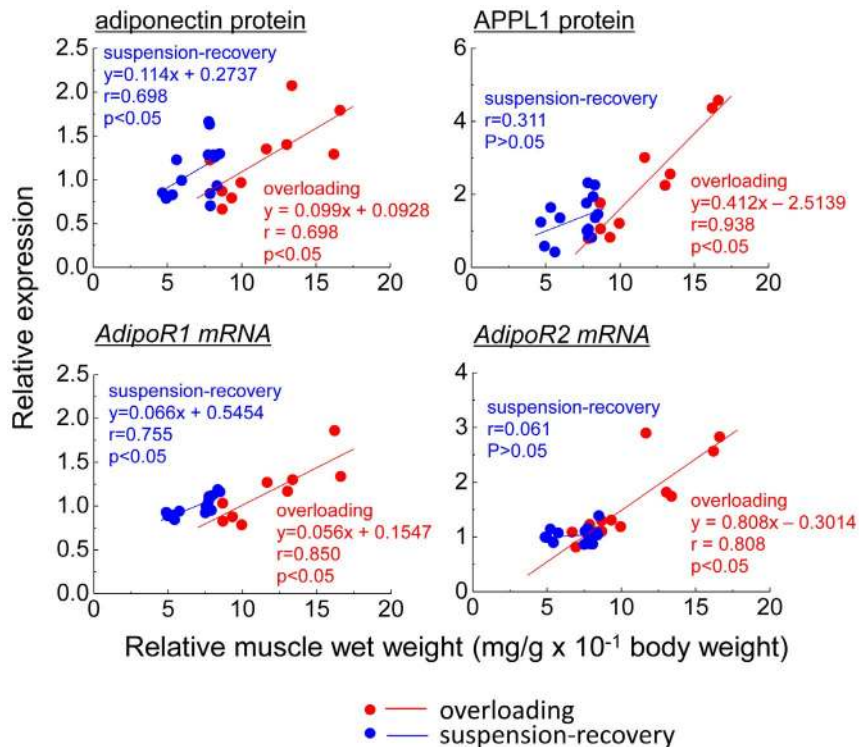 adiponectin protein
2.5
2.0
1.5
1.0
0.5
0.0
suspension-recovery
y=0.114x + 0.2737
r=0.698
p<0.05
overloading
y = 0.099x + 0.0928
r = 0.698
p<0.05
0 5 10 15 20
APPL1 protein
6
4
2
0
suspension-recovery
r=0.311
P>0.05
overloading
y=0.412x – 2.5139
r=0.938
p<0.05
0 5 10 15 20
Relative expression
AdipoR1 mRNA
2.5
2.0
1.5
1.0
0.5
0.0
suspension-recovery
y=0.066x + 0.5454
r=0.755
p<0.05
overloading
y=0.056x + 0.1547
r=0.850
p<0.05
0 5 10 15 20
AdipoR2 mRNA
4
3
2
1
0
suspension-recovery
r=0.061
P>0.05
overloading
y = 0.808x – 0.3014
r = 0.808
p<0.05
0 5 10 15 20
Relative muscle wet weight (mg/g x 10⁻¹ body weight)
overloading
suspension-recovery